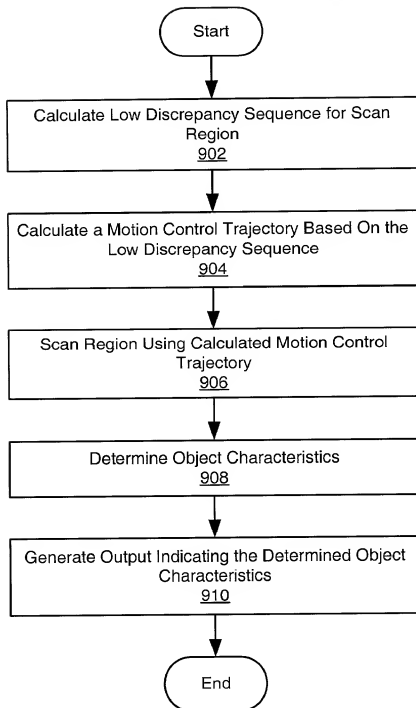 Start
Calculate Low Discrepancy Sequence for Scan
Region
902
Calculate a Motion Control Trajectory Based On the
Low Discrepancy Sequence
904
Scan Region Using Calculated Motion Control
Trajectory
906
Determine Object Characteristics
908
Generate Output Indicating the Determined Object
Characteristics
910
End